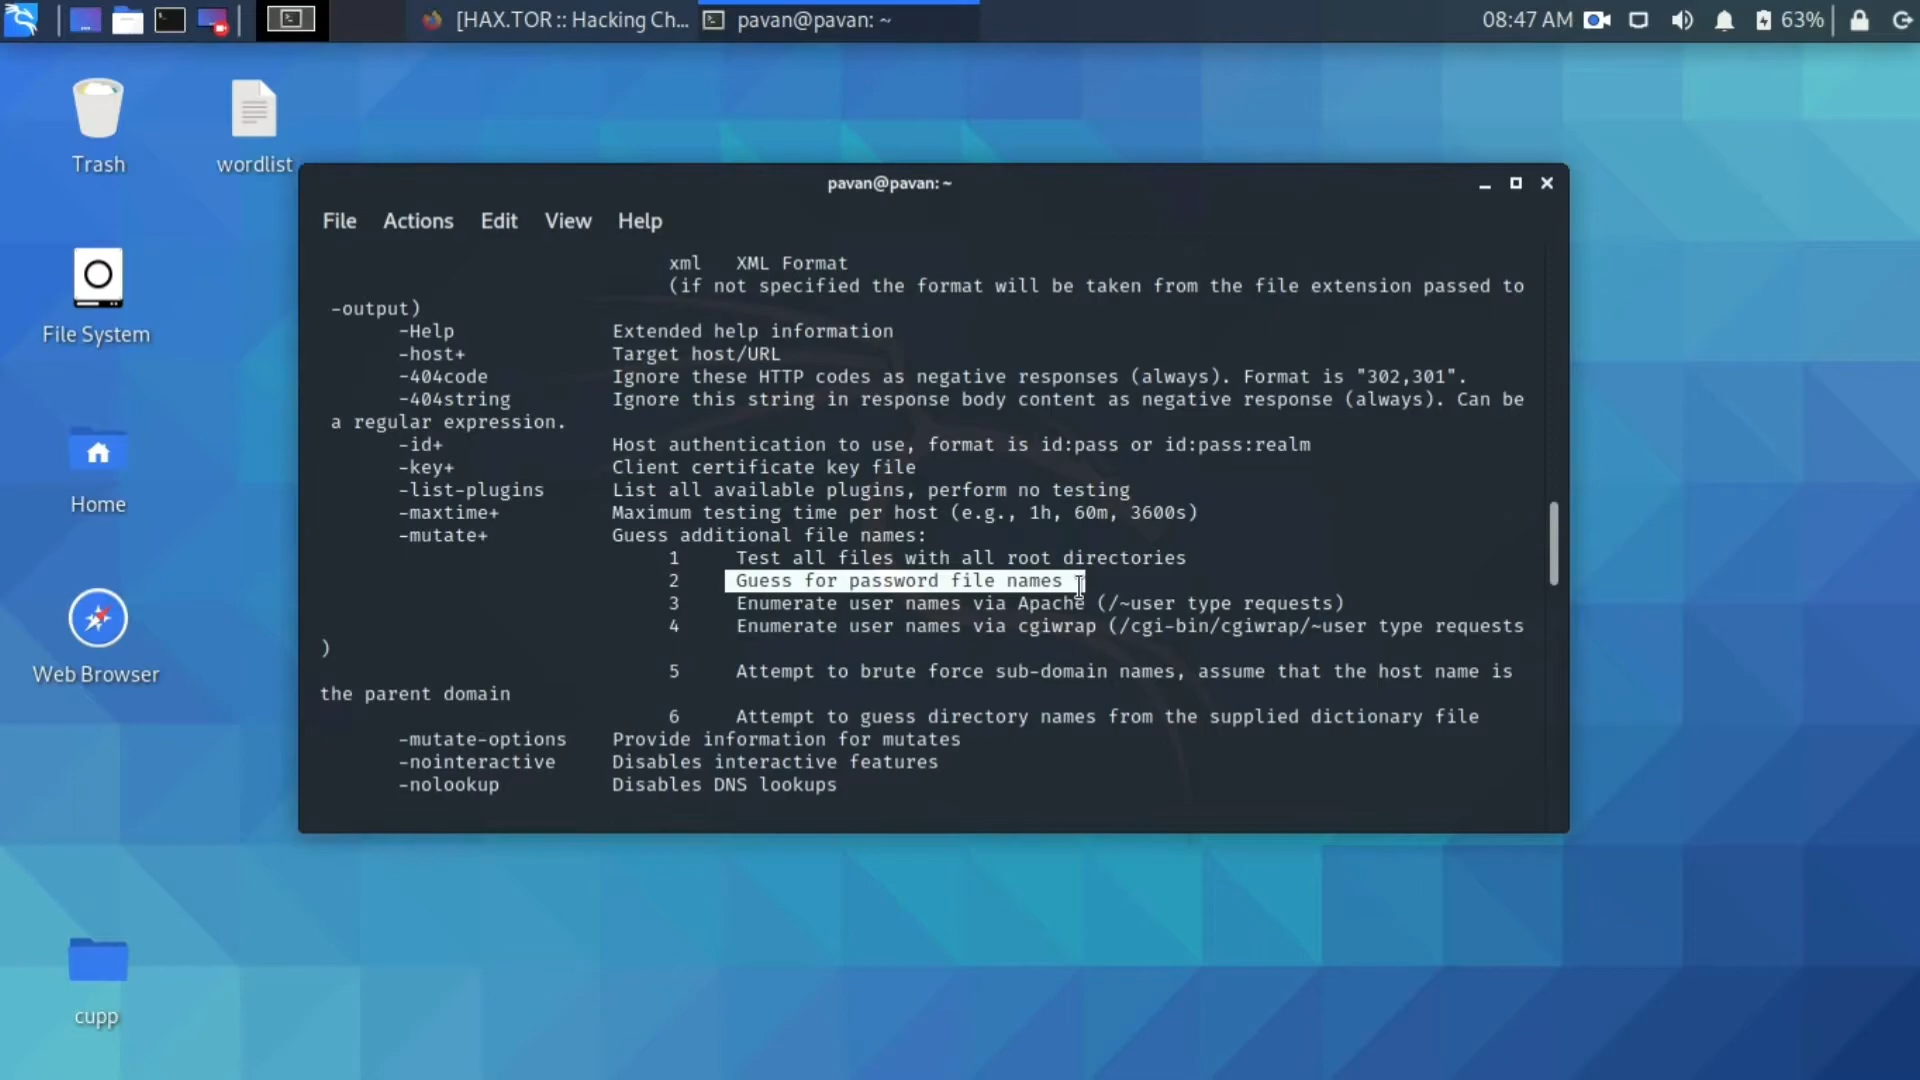 [HAX.TOR :: Hacking Ch...
pavan@pavan: ~
08:47 AM
63%
Trash
wordlist
File System
Home
Web Browser
cupp
pavan@pavan: ~
File Actions Edit View Help
xml XML Format
(if not specified the format will be taken from the file extension passed to
-output)
-Help Extended help information
-host+ Target host/URL
-404code Ignore these HTTP codes as negative responses (always). Format is "302,301".
-404string Ignore this string in response body content as negative response (always). Can be
a regular expression.
-id+ Host authentication to use, format is id:pass or id:pass:realm
-key+ Client certificate key file
-list-plugins List all available plugins, perform no testing
-maxtime+ Maximum testing time per host (e.g., 1h, 60m, 3600s)
-mutate+ Guess additional file names:
1 Test all files with all root directories
2 Guess for password file names
3 Enumerate user names via Apache (/~user type requests)
4 Enumerate user names via cgiwrap (/cgi-bin/cgiwrap/~user type requests
)
5 Attempt to brute force sub-domain names, assume that the host name is
the parent domain
6 Attempt to guess directory names from the supplied dictionary file
-mutate-options Provide information for mutates
-nointeractive Disables interactive features
-nolookup Disables DNS lookups